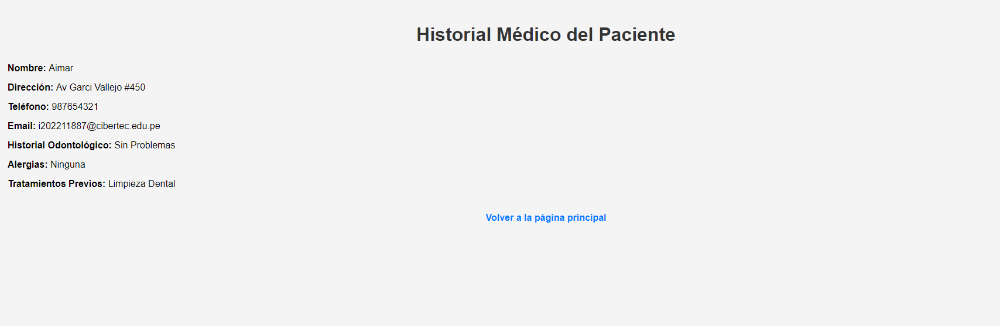 Historial Médico del Paciente
Nombre: Aimar
Dirección: Av Garci Vallejo #450
Teléfono: 987654321
Email: i202211887@cibertec.edu.pe
Historial Odontológico: Sin Problemas
Alergias: Ninguna
Tratamientos Previos: Limpieza Dental
Volver a la página principal